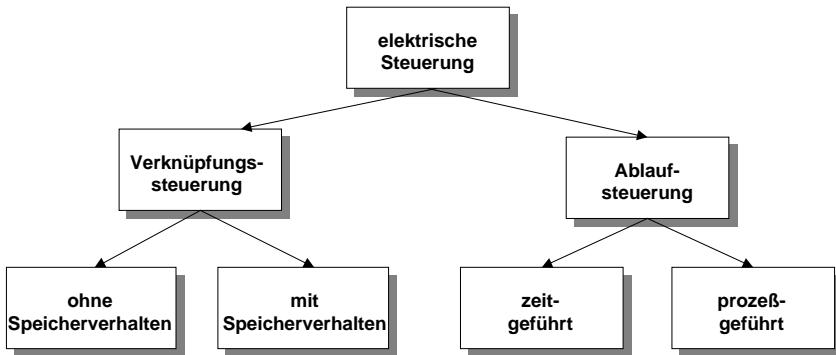 elektrische
Steuerung
Verknüpfungs-
steuerung
Ablauf-
steuerung
ohne
Speicherverhalten
mit
Speicherverhalten
zeit-
geführt
prozeß-
geführt